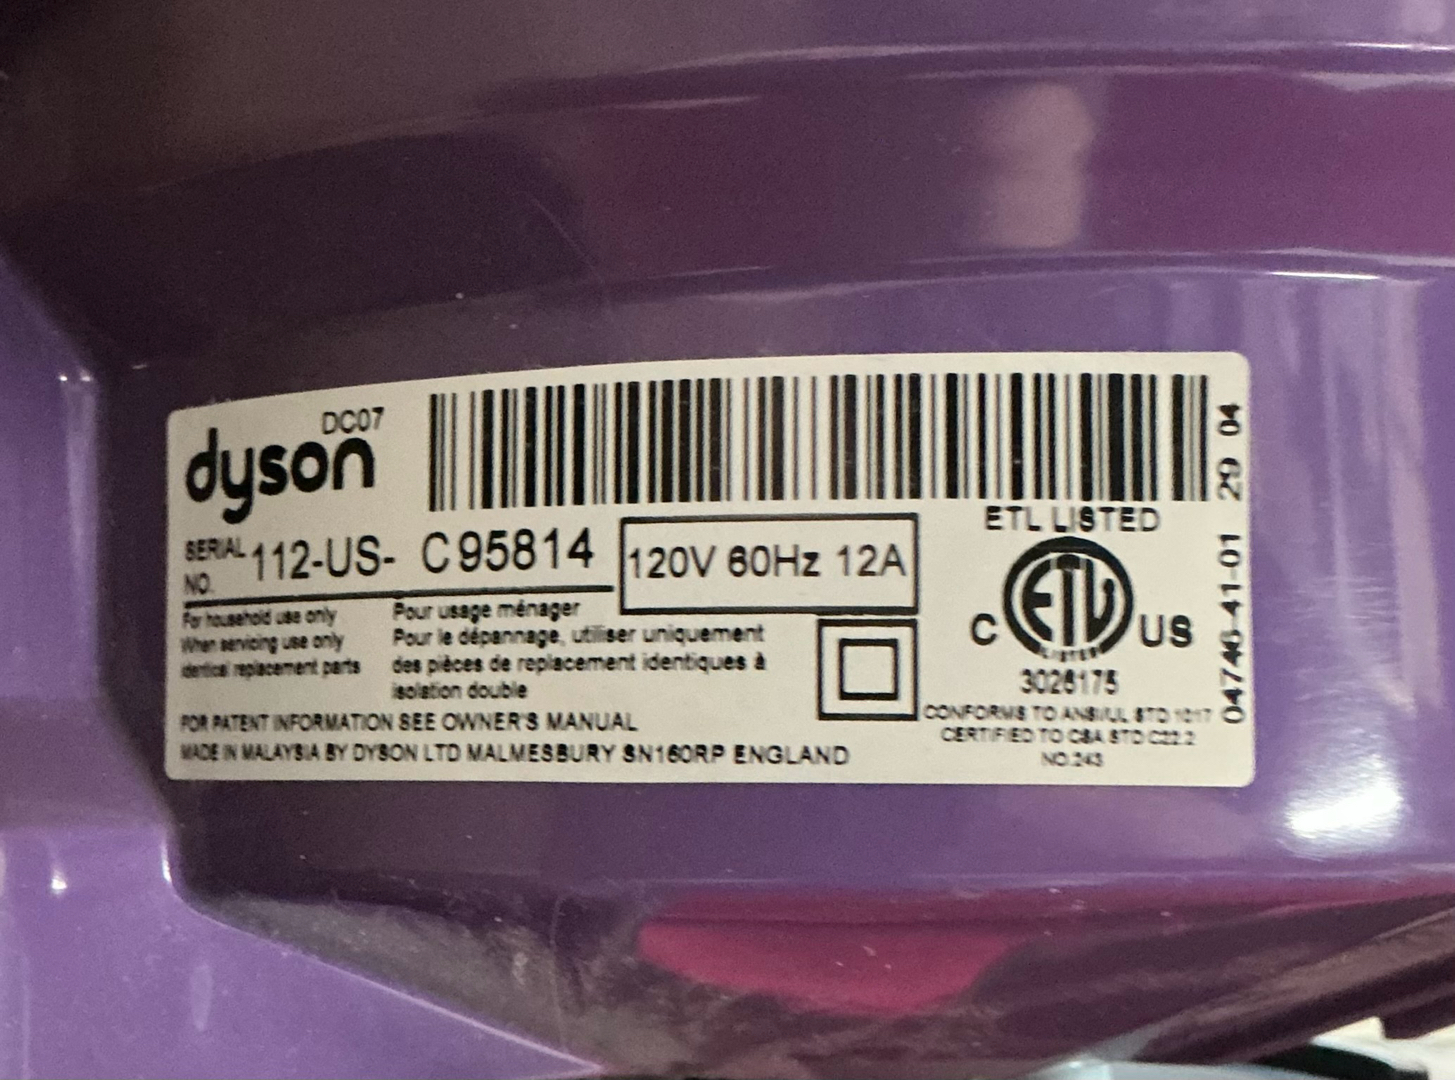 DC07
dyson
SERIAL NO. 112-US- C95814
120V 60Hz 12A
For household use only
When servicing use only
identical replacement parts
Pour usage ménager
Pour le dépannage, utiliser uniquement
des pièces de replacement identiques à
isolation double
FOR PATENT INFORMATION SEE OWNER'S MANUAL
MADE IN MALAYSIA BY DYSON LTD MALMESBURY SN160RP ENGLAND
ETL LISTED
C ETL US
LISTED
3026175
CONFORMS TO ANSI/UL STD 1017
CERTIFIED TO CSA STD C22.2
NO.243
04746-41-01 29 04